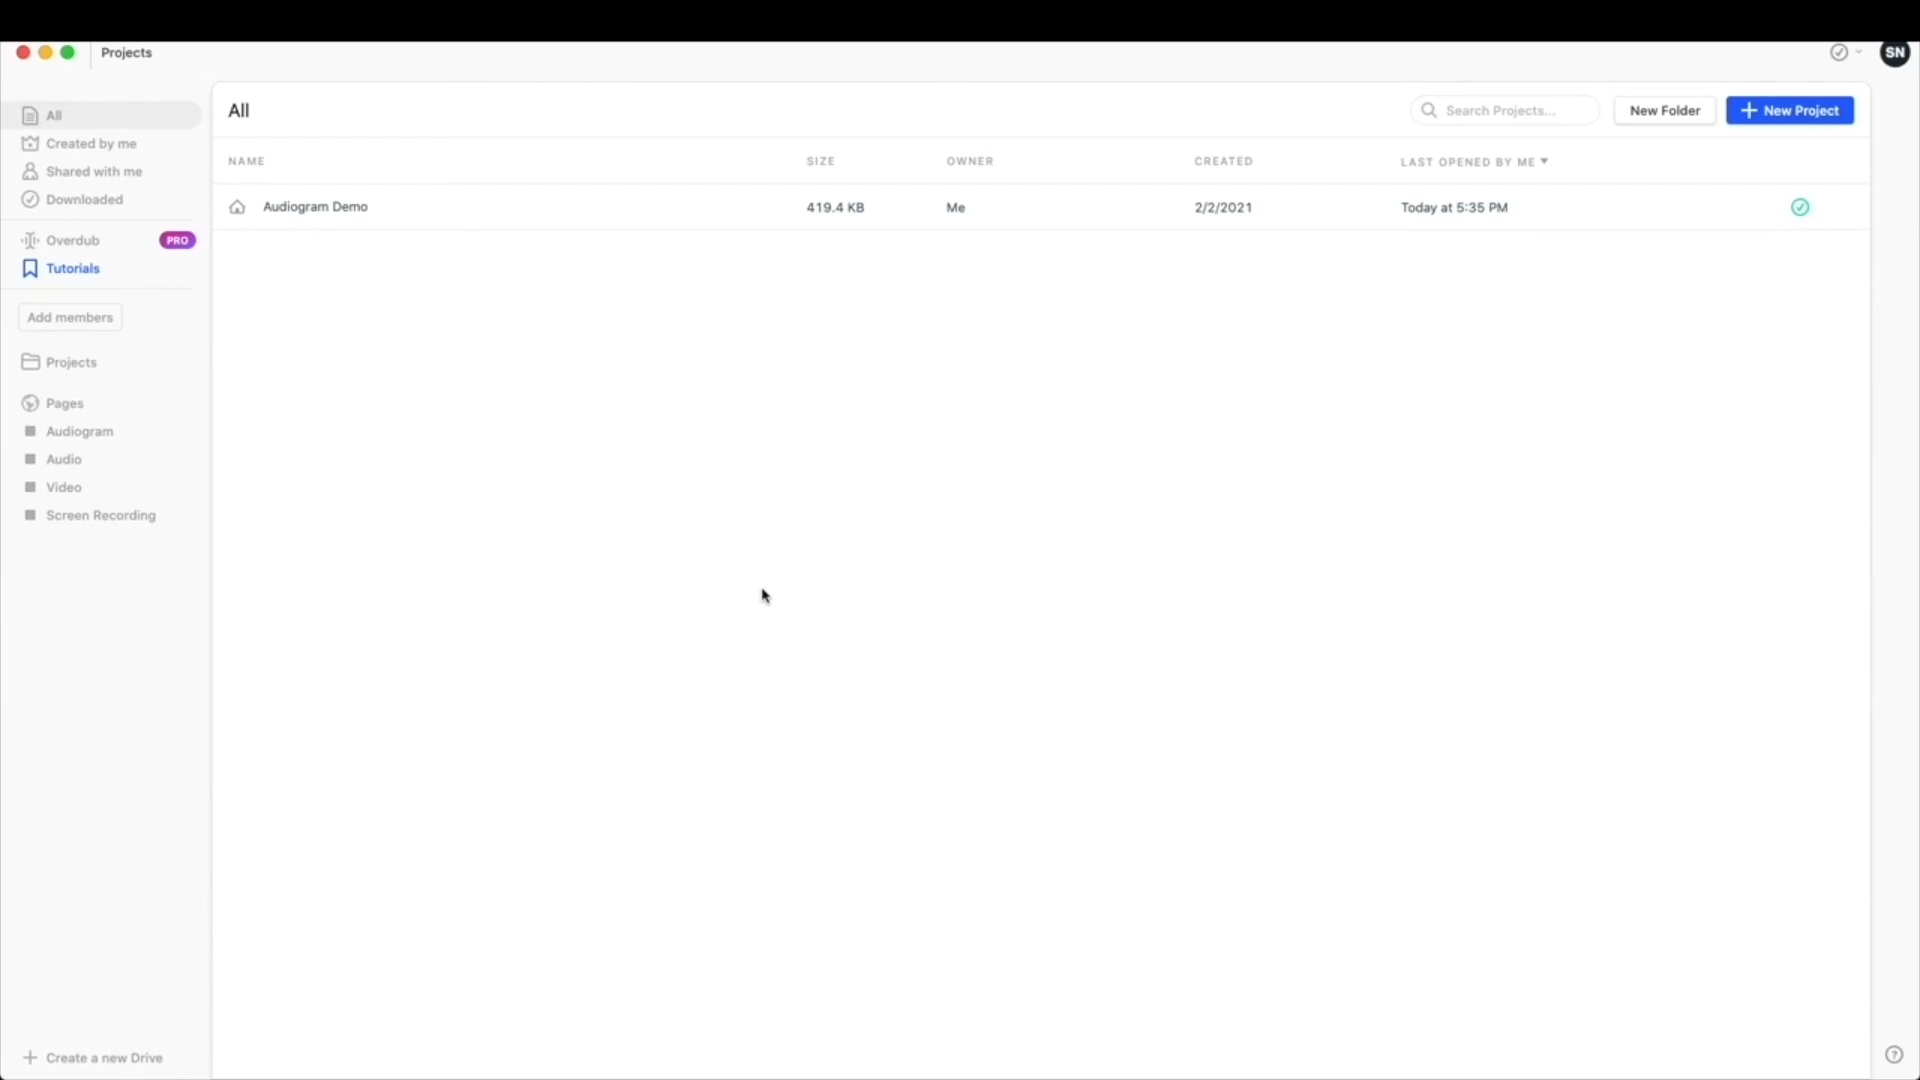 Projects
SN
All
Created by me
Shared with me
Downloaded
Overdub PRO
Tutorials
Add members
Projects
Pages
Audiogram
Audio
Video
Screen Recording
Create a new Drive
All
Search Projects...
New Folder
New Project
NAME SIZE OWNER CREATED LAST OPENED BY ME
Audiogram Demo 419.4 KB Me 2/2/2021 Today at 5:35 PM
?